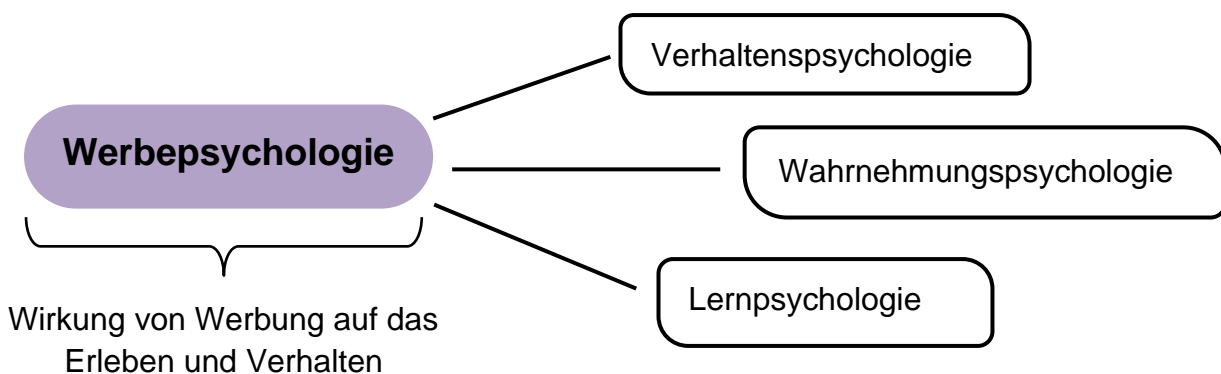 Verhaltenspsychologie
Werbepsychologie
Wahrnehmungspsychologie
Lernpsychologie
Wirkung von Werbung auf das
Erleben und Verhalten